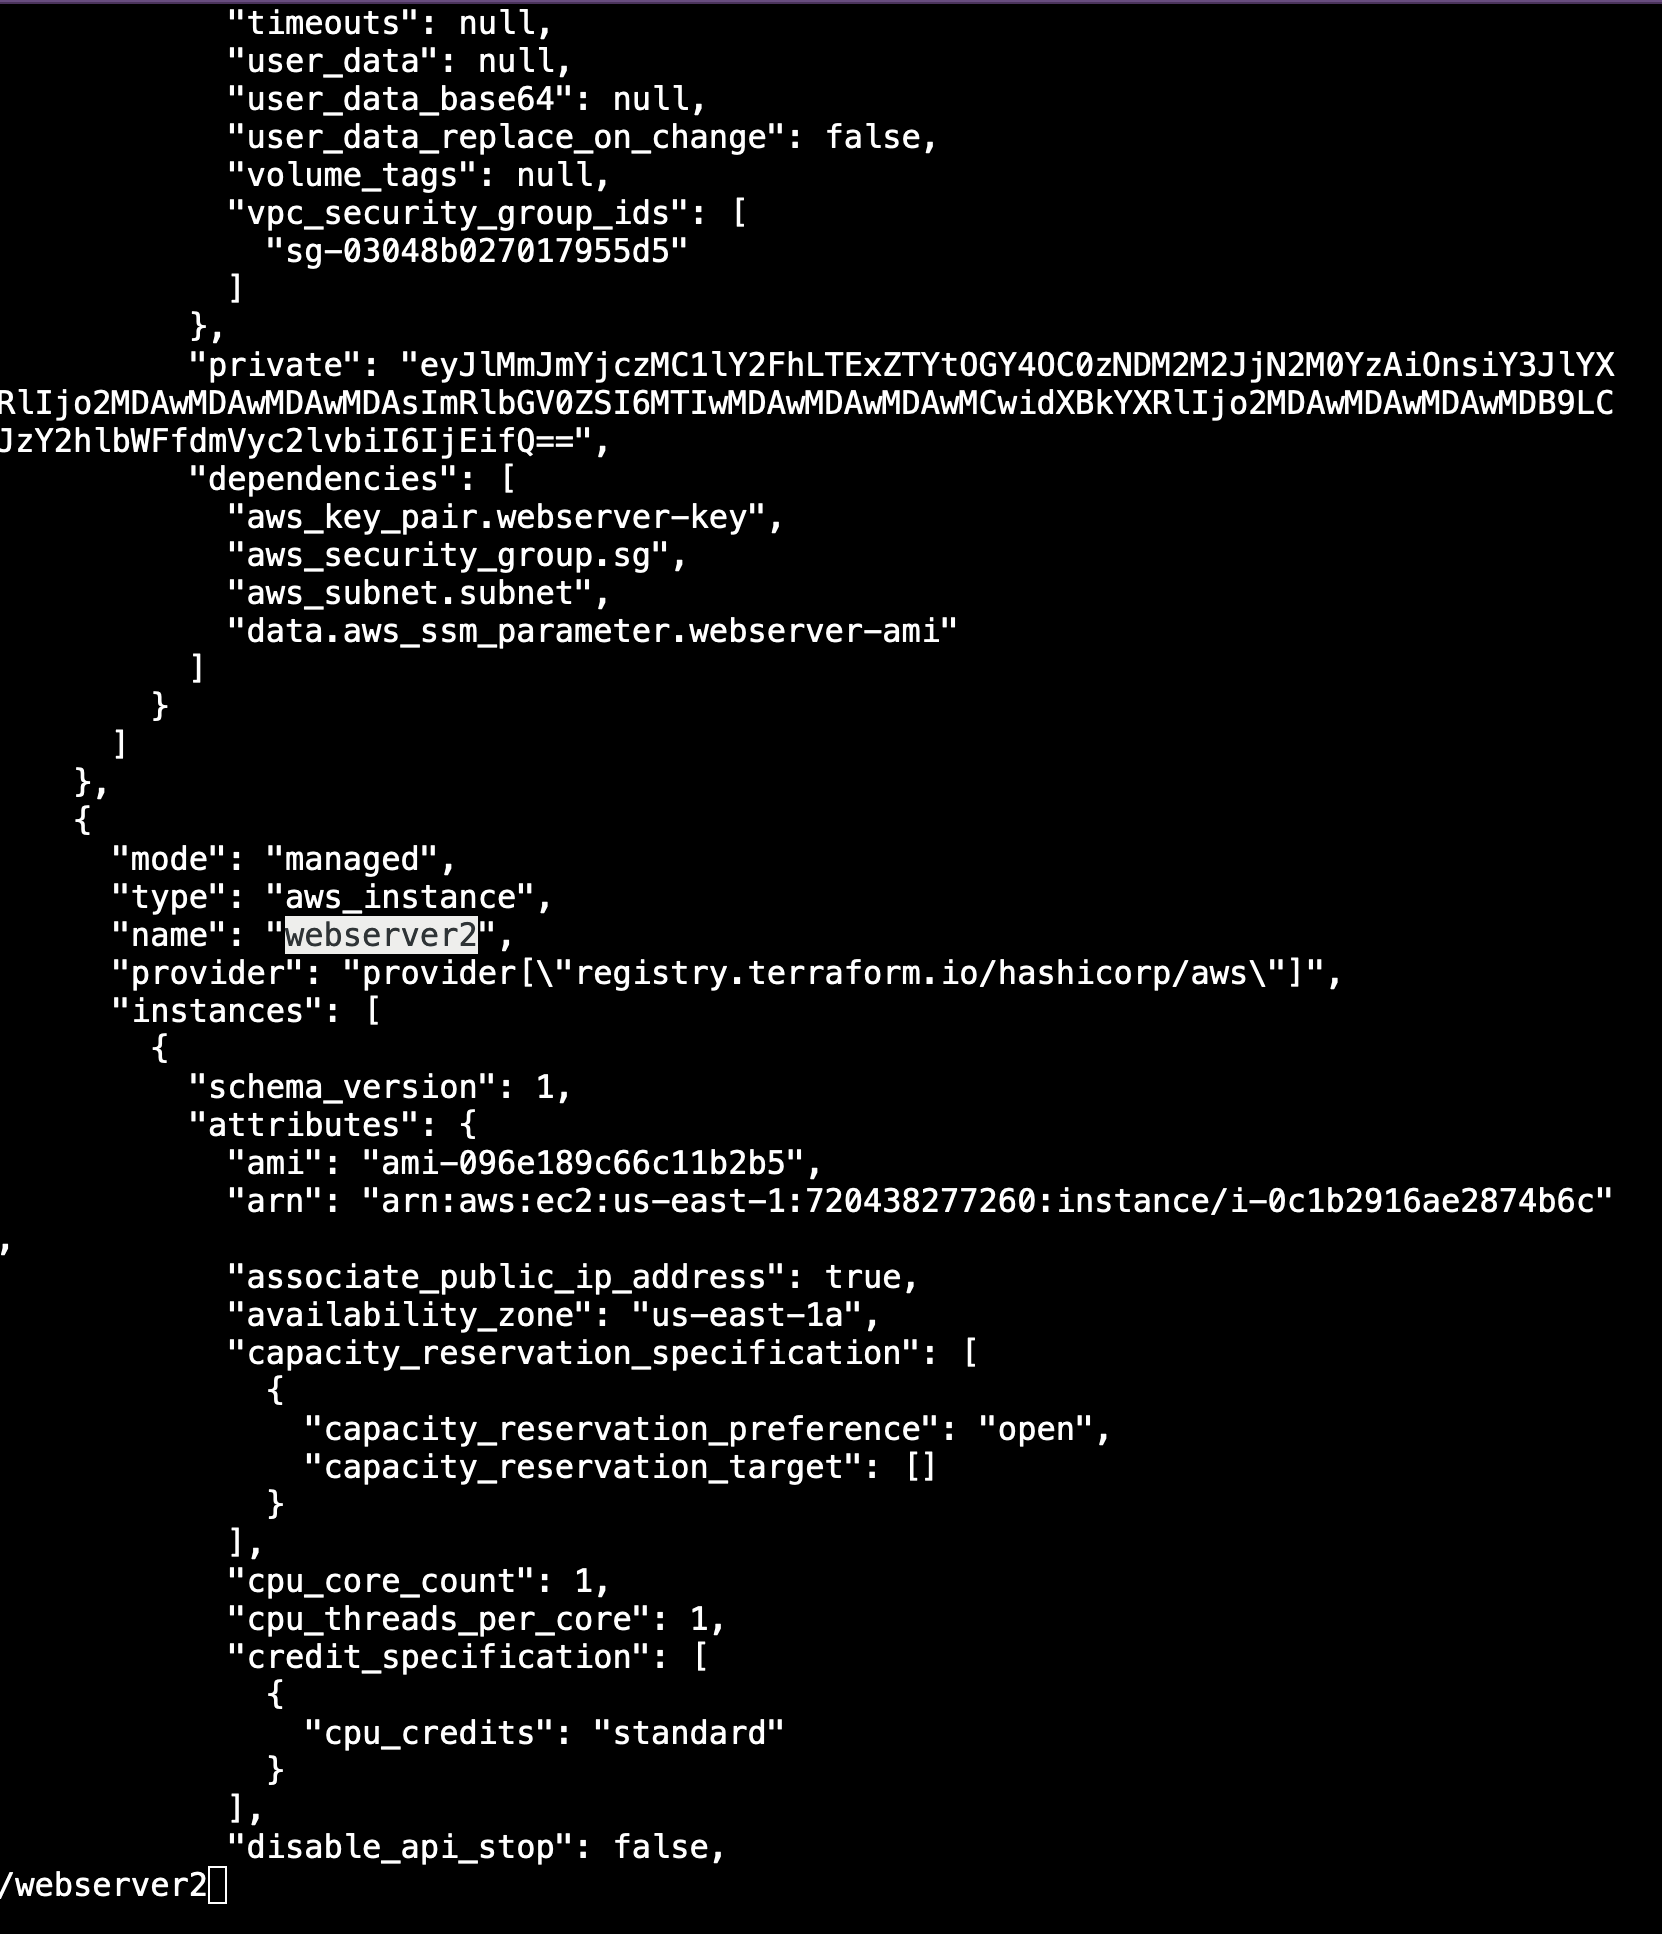 "timeouts": null,
"user_data": null,
"user_data_base64": null,
"user_data_replace_on_change": false,
"volume_tags": null,
"vpc_security_group_ids": [
"sg-03048b027017955d5"
]
},
"private": "eyJlMmJmYjczMC1lY2FhLTExZTYtOGY4OC0zNDM2M2JjN2M0YzAiOnsiY3JlYX
RlIjo2MDAwMDAwMDAwMDAsImRlbGV0ZSI6MTIwMDAwMDAwMDAwMCwidXBkYXRlIjo2MDAwMDAwMDAwMDB9LC
JzY2hlbWFfdmVyc2lvbiI6IjEifQ==",
"dependencies": [
"aws_key_pair.webserver-key",
"aws_security_group.sg",
"aws_subnet.subnet",
"data.aws_ssm_parameter.webserver-ami"
]
}
]
},
{
"mode": "managed",
"type": "aws_instance",
"name": "webserver2",
"provider": "provider[\"registry.terraform.io/hashicorp/aws\"]",
"instances": [
{
"schema_version": 1,
"attributes": {
"ami": "ami-096e189c66c11b2b5",
"arn": "arn:aws:ec2:us-east-1:720438277260:instance/i-0c1b2916ae2874b6c"
,
"associate_public_ip_address": true,
"availability_zone": "us-east-1a",
"capacity_reservation_specification": [
{
"capacity_reservation_preference": "open",
"capacity_reservation_target": []
}
],
"cpu_core_count": 1,
"cpu_threads_per_core": 1,
"credit_specification": [
{
"cpu_credits": "standard"
}
],
"disable_api_stop": false,
/webserver2